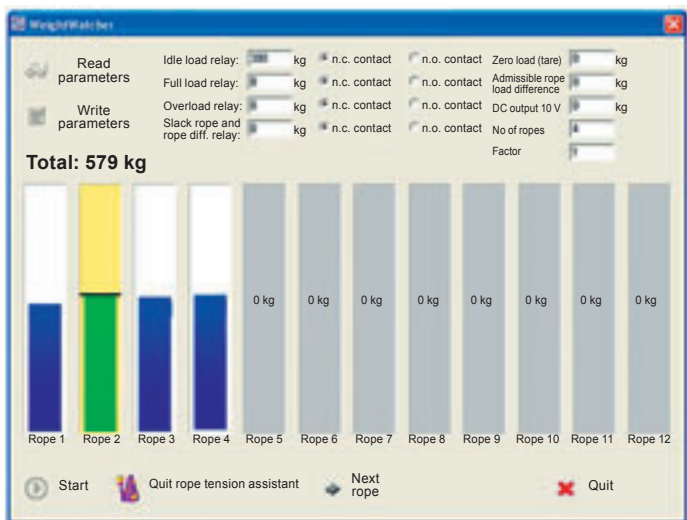 WeightWatcher
Read parameters
Write parameters
Idle load relay: kg n.c. contact n.o. contact Zero load (tare) kg
Full load relay: kg n.c. contact n.o. contact Admissible rope load difference kg
Overload relay: kg n.c. contact n.o. contact DC output 10 V kg
Slack rope and rope diff. relay: kg n.c. contact n.o. contact No of ropes 4
Factor 1
Total: 579 kg
0 kg 0 kg 0 kg 0 kg 0 kg 0 kg 0 kg 0 kg
Rope 1 Rope 2 Rope 3 Rope 4 Rope 5 Rope 6 Rope 7 Rope 8 Rope 9 Rope 10 Rope 11 Rope 12
Start Quit rope tension assistant Next rope Quit